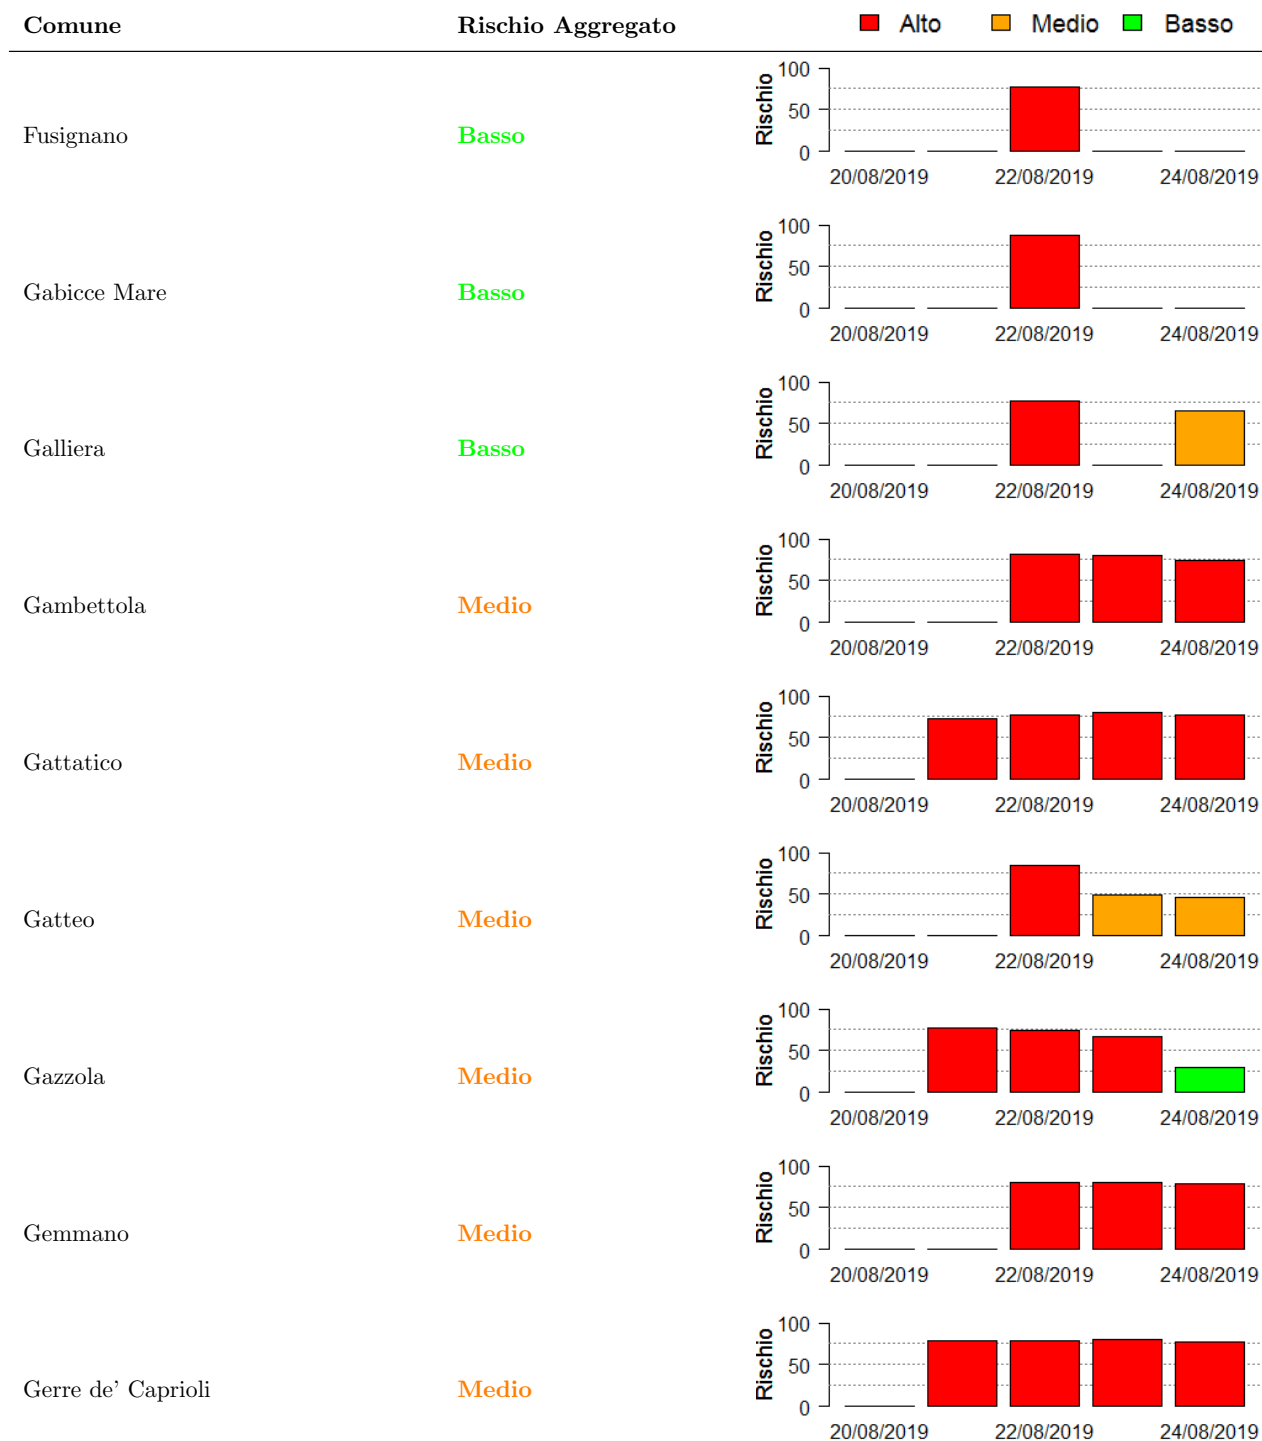 Comune Rischio Aggregato Alto Medio Basso
Fusignano Basso Rischio 100 50 0
20/08/2019 22/08/2019 24/08/2019
Gabicce Mare Basso Rischio 100 50 0
20/08/2019 22/08/2019 24/08/2019
Galliera Basso Rischio 100 50 0
20/08/2019 22/08/2019 24/08/2019
Gambettola Medio Rischio 100 50 0
20/08/2019 22/08/2019 24/08/2019
Gattatico Medio Rischio 100 50 0
20/08/2019 22/08/2019 24/08/2019
Gatteo Medio Rischio 100 50 0
20/08/2019 22/08/2019 24/08/2019
Gazzola Medio Rischio 100 50 0
20/08/2019 22/08/2019 24/08/2019
Gemmano Medio Rischio 100 50 0
20/08/2019 22/08/2019 24/08/2019
Gerre de' Caprioli Medio Rischio 100 50 0
20/08/2019 22/08/2019 24/08/2019